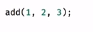 add(1, 2, 3);